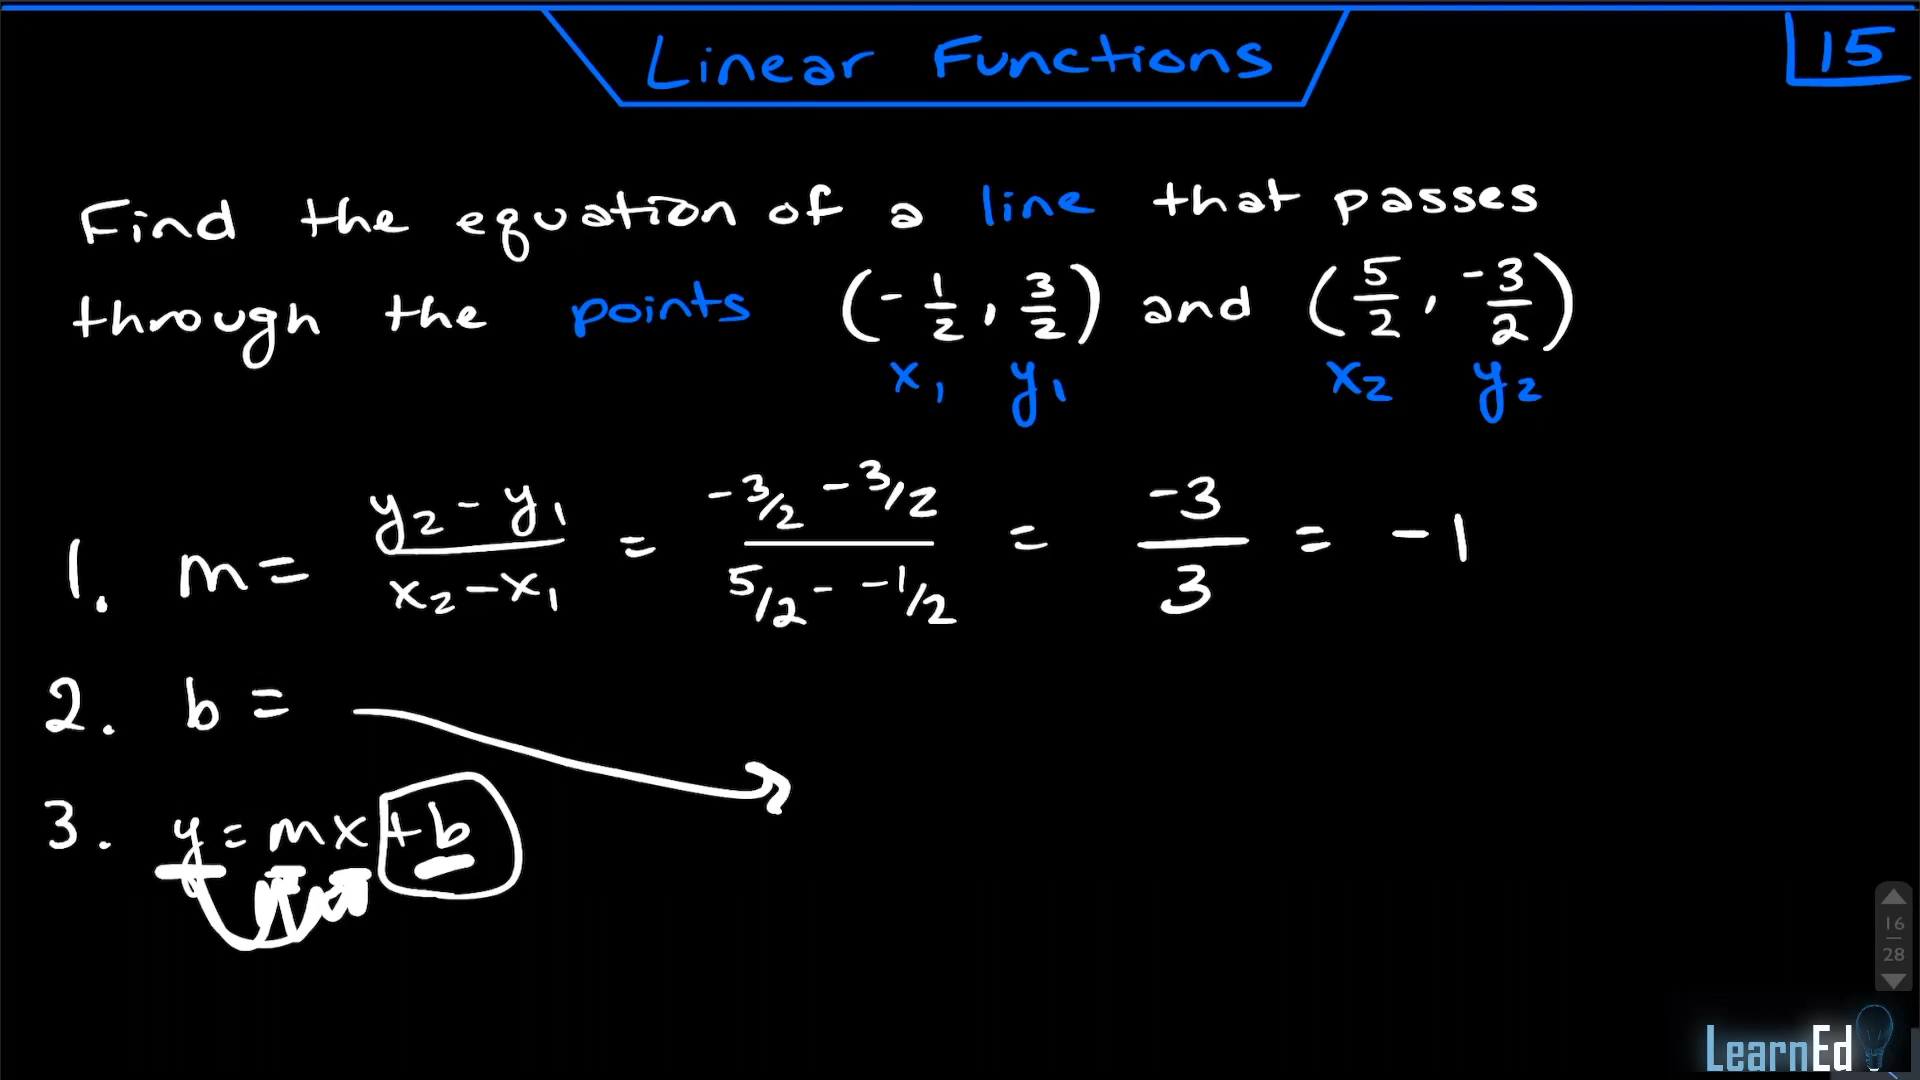 Linear Functions
15
Find the equation of a line that passes
through the points (-1/2, 3/2) and (5/2, -3/2)
x1 y1 x2 y2
1. m = (y2 - y1)/(x2 - x1) = (-3/2 - 3/2)/(5/2 - -1/2) = -3/3 = -1
2. b =
3. y = mx + b
16
28
LearnEd